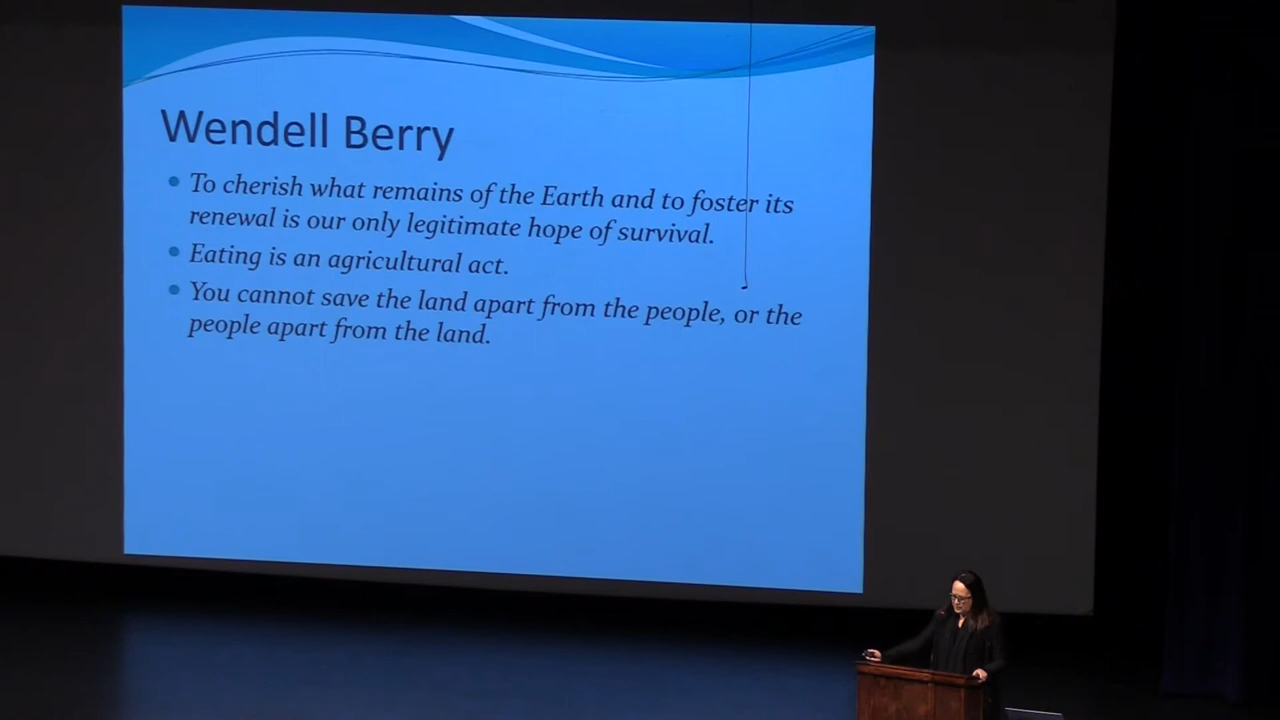 Wendell Berry
To cherish what remains of the Earth and to foster its
renewal is our only legitimate hope of survival.
Eating is an agricultural act.
You cannot save the land apart from the people, or the
people apart from the land.